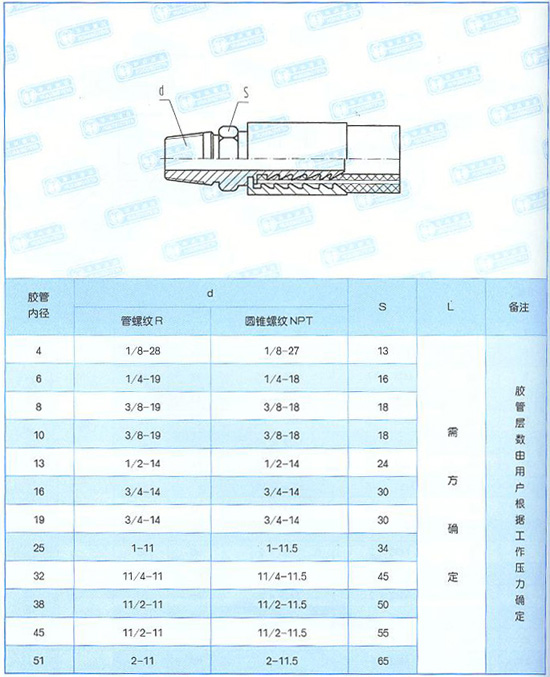 d
S
胶管
内径
d
S
L
备注
管螺纹R
圆锥螺纹NPT
4 1/8-28 1/8-27 13
6 1/4-19 1/4-18 16
8 3/8-19 3/8-18 18
10 3/8-19 3/8-18 18
13 1/2-14 1/2-14 24
16 3/4-14 3/4-14 30
19 3/4-14 3/4-14 30
25 1-11 1-11.5 34
32 11/4-11 11/4-11.5 45
38 11/2-11 11/2-11.5 50
45 11/2-11 11/2-11.5 55
51 2-11 2-11.5 65
需方确定
胶管层数由用户根据工作压力确定